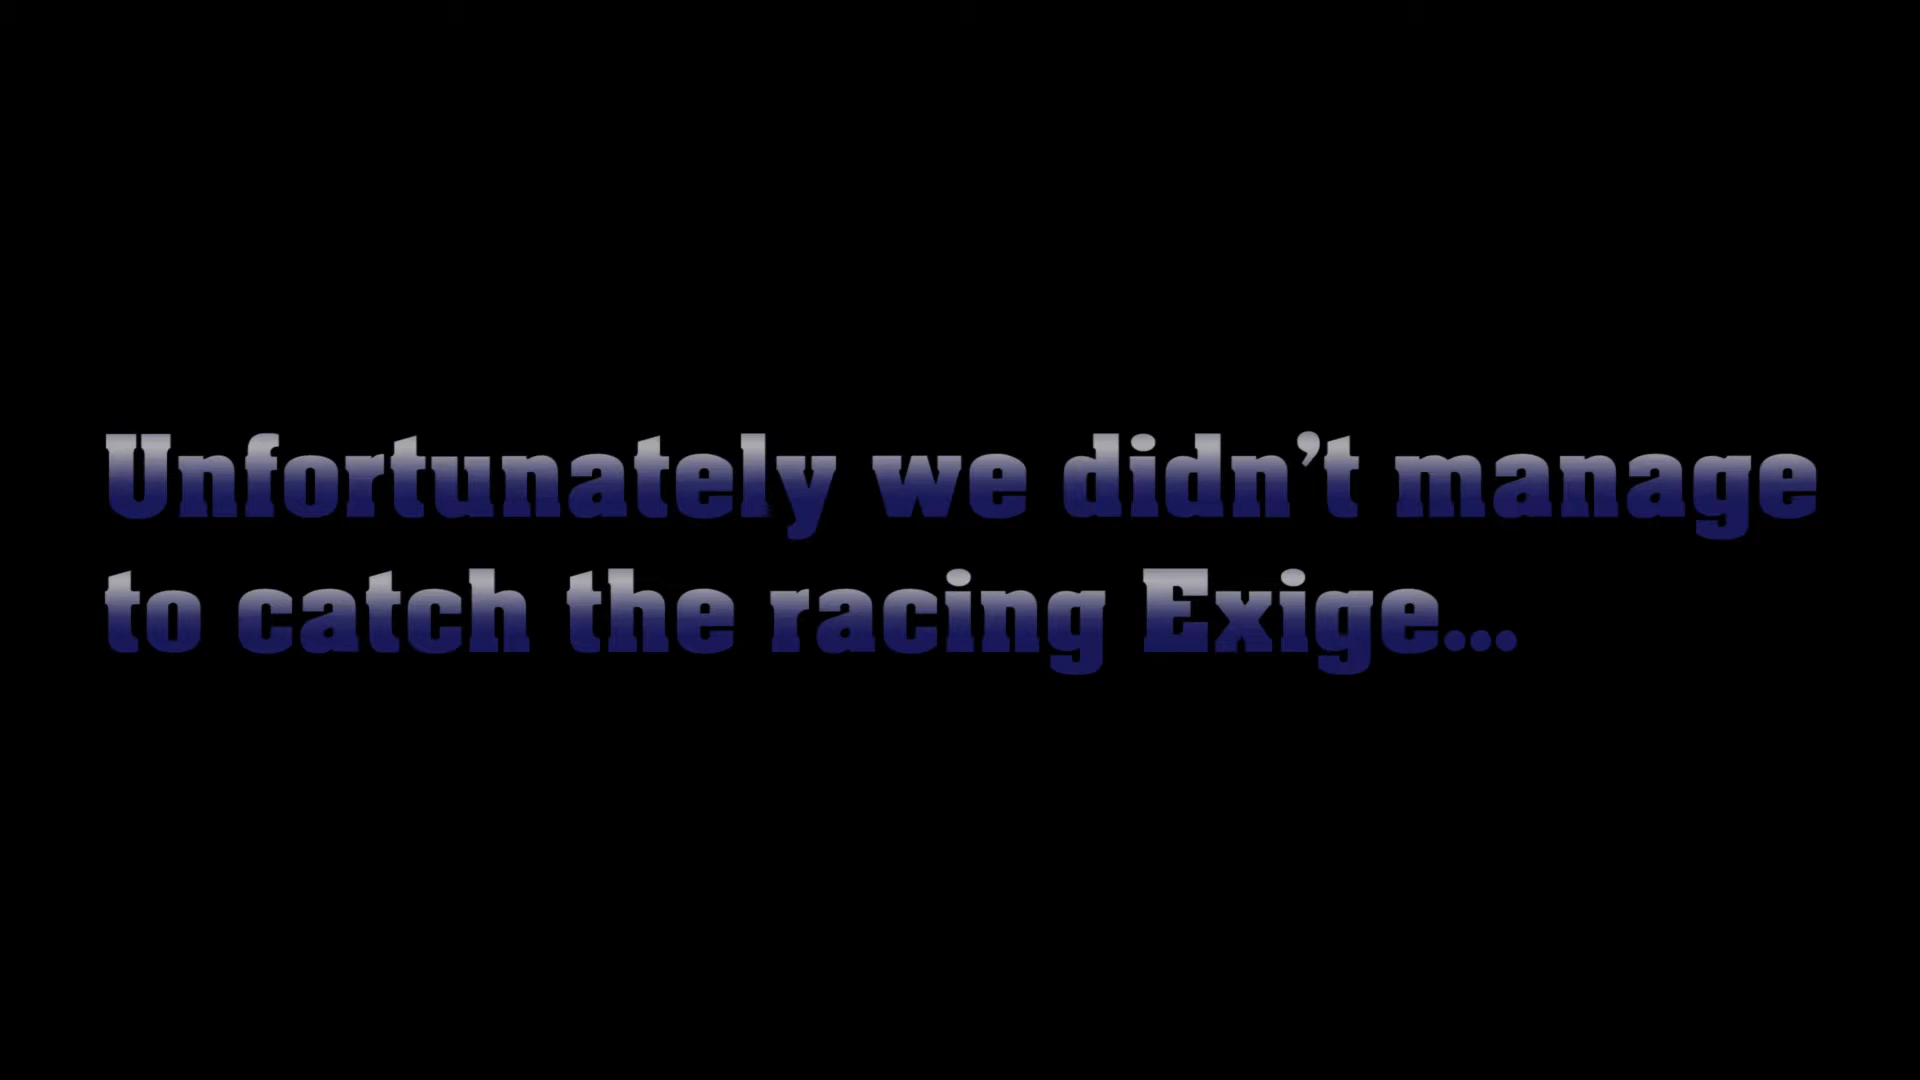 Unfortunately we didn’t manage
to catch the racing Exige...